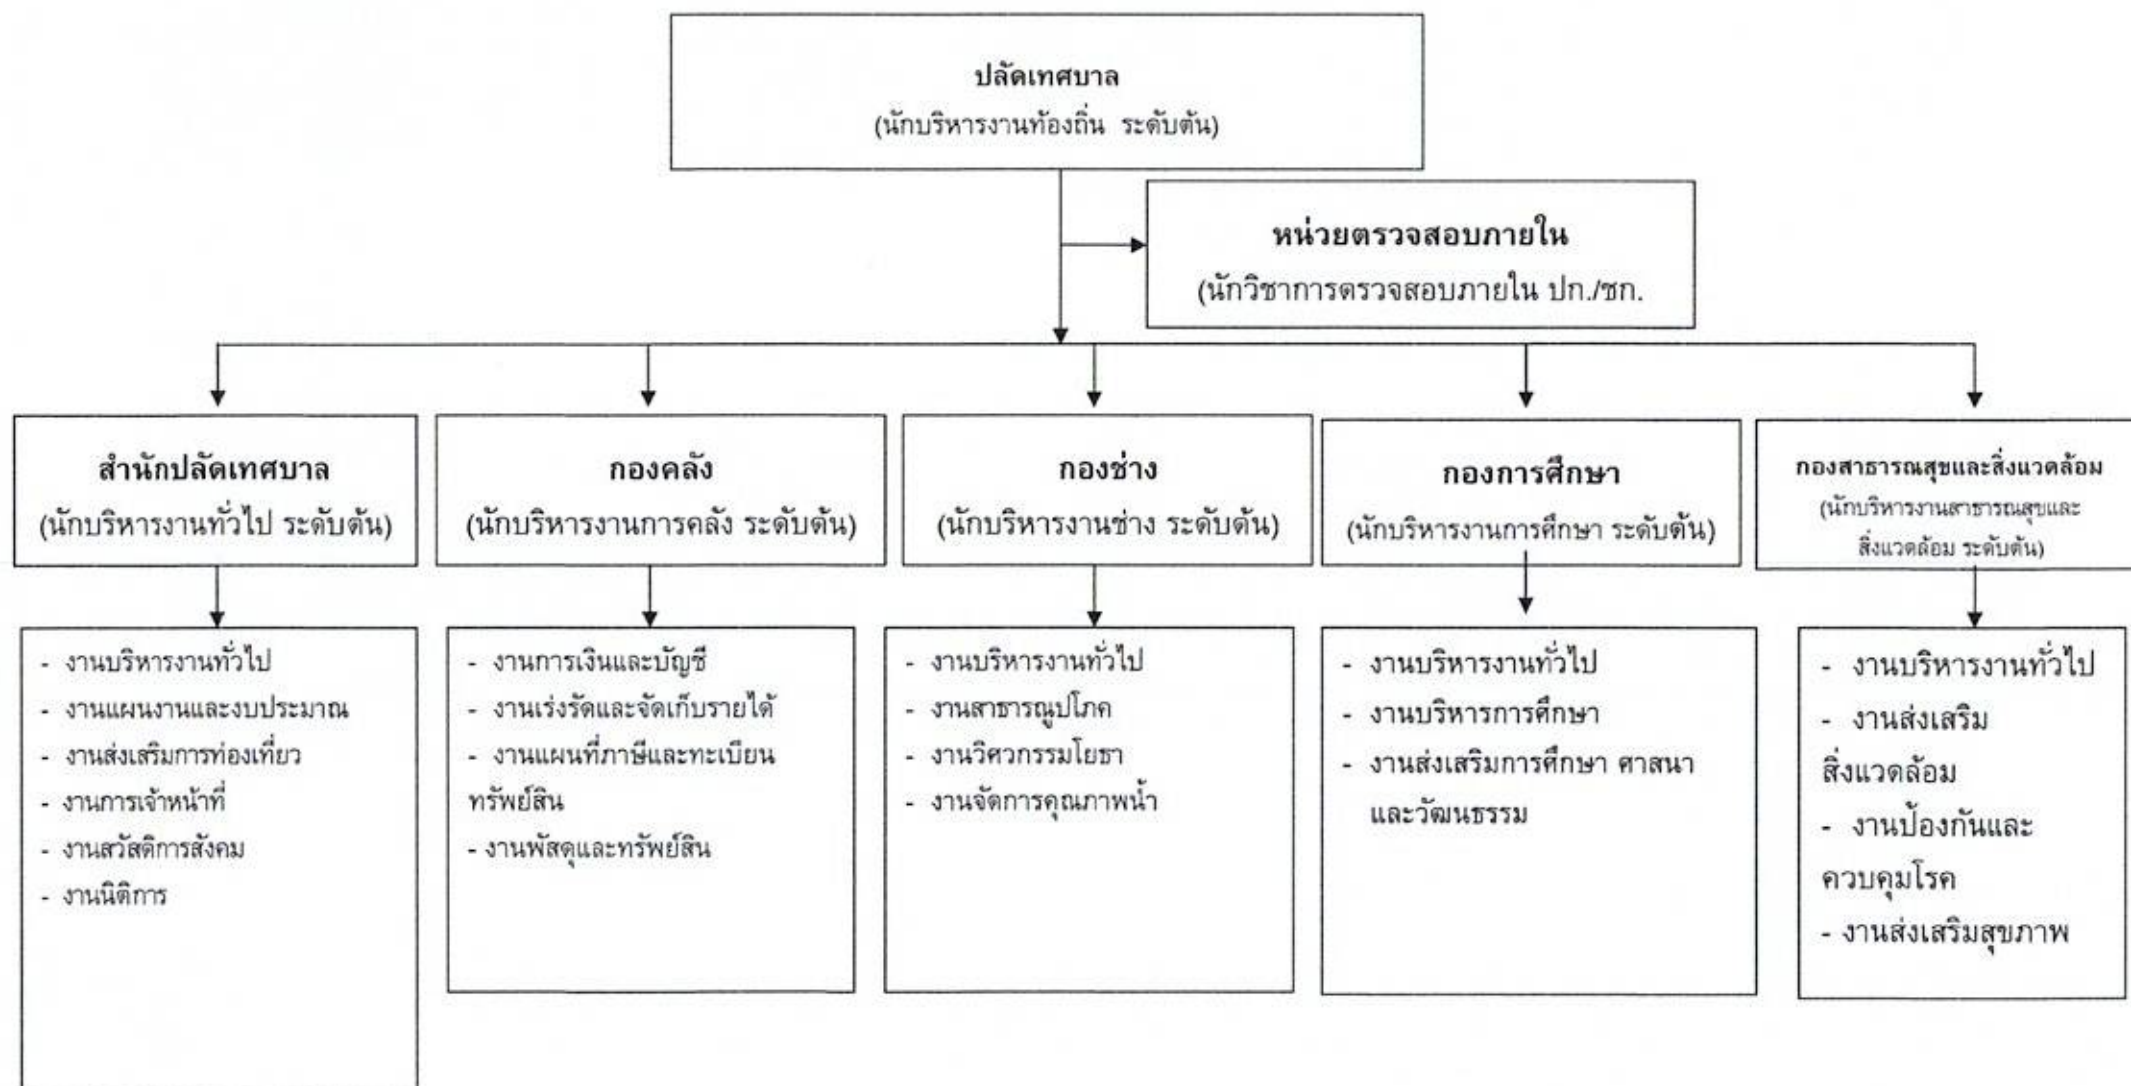 ปลัดเทศบาล
(นักบริหารงานท้องถิ่น ระดับต้น)
หน่วยตรวจสอบภายใน
(นักวิชาการตรวจสอบภายใน ปก./ชก.
สำนักปลัดเทศบาล
(นักบริหารงานทั่วไป ระดับต้น)
กองคลัง
(นักบริหารงานการคลัง ระดับต้น)
กองช่าง
(นักบริหารงานช่าง ระดับต้น)
กองการศึกษา
(นักบริหารงานการศึกษา ระดับต้น)
กองสาธารณสุขและสิ่งแวดล้อม
(นักบริหารงานสาธารณสุขและ
สิ่งแวดล้อม ระดับต้น)
- งานบริหารงานทั่วไป
- งานแผนงานและงบประมาณ
- งานส่งเสริมการท่องเที่ยว
- งานการเจ้าหน้าที่
- งานสวัสดิการสังคม
- งานนิติการ
- งานการเงินและบัญชี
- งานเร่งรัดและจัดเก็บรายได้
- งานแผนที่ภาษีและทะเบียน
ทรัพย์สิน
- งานพัสดุและทรัพย์สิน
- งานบริหารงานทั่วไป
- งานสาธารณูปโภค
- งานวิศวกรรมโยธา
- งานจัดการคุณภาพน้ำ
- งานบริหารงานทั่วไป
- งานบริหารการศึกษา
- งานส่งเสริมการศึกษา ศาสนา
และวัฒนธรรม
- งานบริหารงานทั่วไป
- งานส่งเสริม
สิ่งแวดล้อม
- งานป้องกันและ
ควบคุมโรค
- งานส่งเสริมสุขภาพ